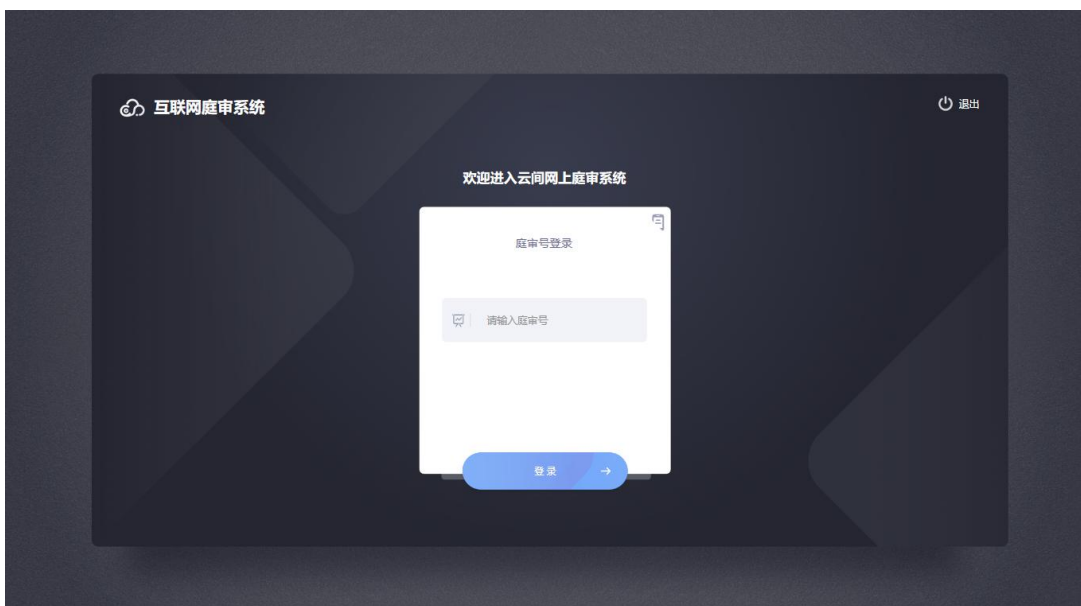 互联网庭审系统
退出
欢迎进入云间网上庭审系统
庭审号登录
请输入庭审号
登录